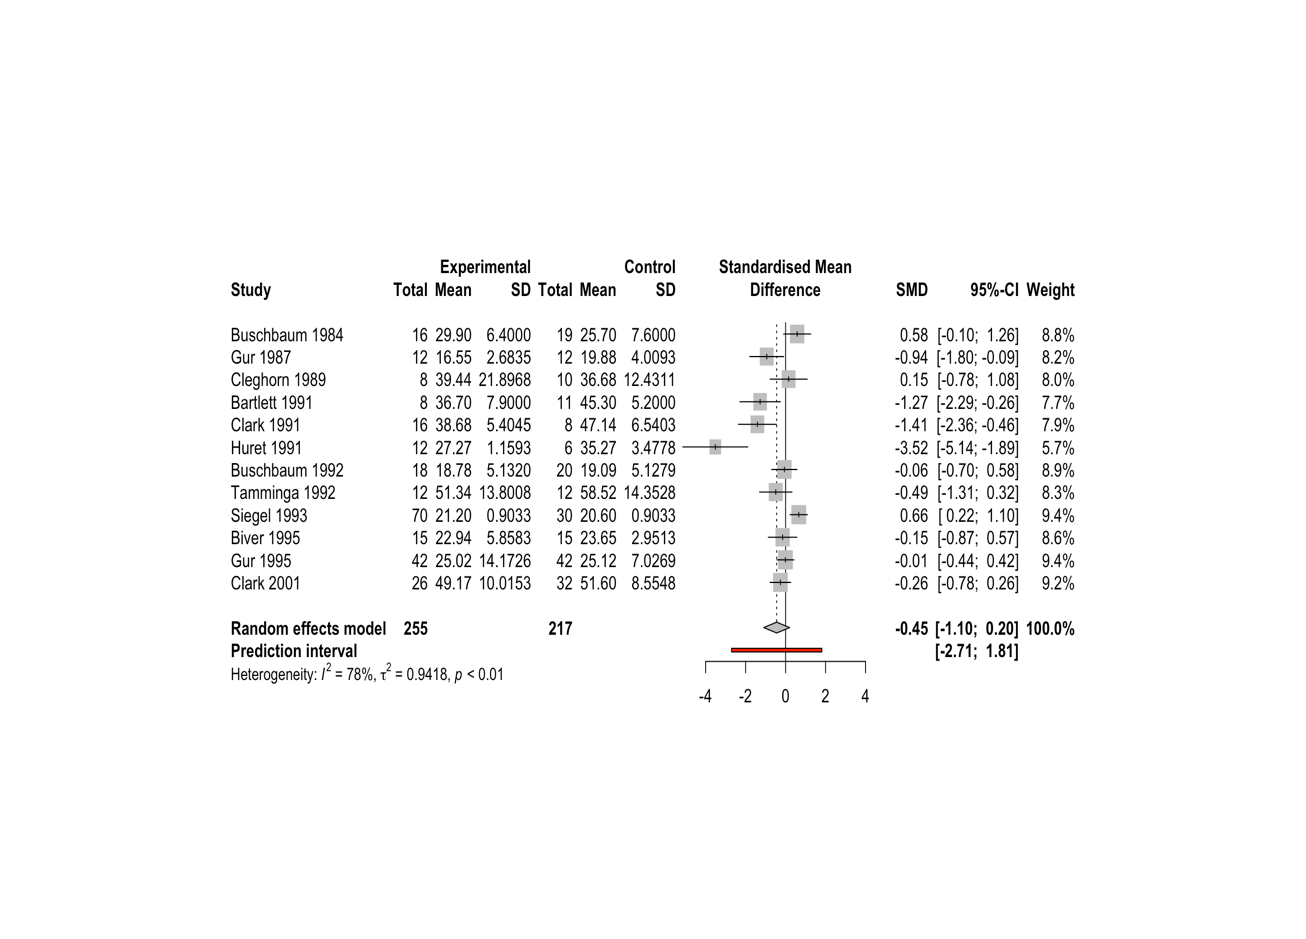 Experimental Control Standardised Mean
Study Total Mean SD Total Mean SD Difference SMD 95%-CI Weight
Buschbaum 1984 16 29.90 6.4000 19 25.70 7.6000 0.58 [-0.10; 1.26] 8.8%
Gur 1987 12 16.55 2.6835 12 19.88 4.0093 -0.94 [-1.80; -0.09] 8.2%
Cleghorn 1989 8 39.44 21.8968 10 36.68 12.4311 0.15 [-0.78; 1.08] 8.0%
Bartlett 1991 8 36.70 7.9000 11 45.30 5.2000 -1.27 [-2.29; -0.26] 7.7%
Clark 1991 16 38.68 5.4045 8 47.14 6.5403 -1.41 [-2.36; -0.46] 7.9%
Huret 1991 12 27.27 1.1593 6 35.27 3.4778 -3.52 [-5.14; -1.89] 5.7%
Buschbaum 1992 18 18.78 5.1320 20 19.09 5.1279 -0.06 [-0.70; 0.58] 8.9%
Tamminga 1992 12 51.34 13.8008 12 58.52 14.3528 -0.49 [-1.31; 0.32] 8.3%
Siegel 1993 70 21.20 0.9033 30 20.60 0.9033 0.66 [ 0.22; 1.10] 9.4%
Biver 1995 15 22.94 5.8583 15 23.65 2.9513 -0.15 [-0.87; 0.57] 8.6%
Gur 1995 42 25.02 14.1726 42 25.12 7.0269 -0.01 [-0.44; 0.42] 9.4%
Clark 2001 26 49.17 10.0153 32 51.60 8.5548 -0.26 [-0.78; 0.26] 9.2%
Random effects model 255 217 -0.45 [-1.10; 0.20] 100.0%
Prediction interval [-2.71; 1.81]
Heterogeneity: I² = 78%, τ² = 0.9418, p < 0.01
-4 -2 0 2 4